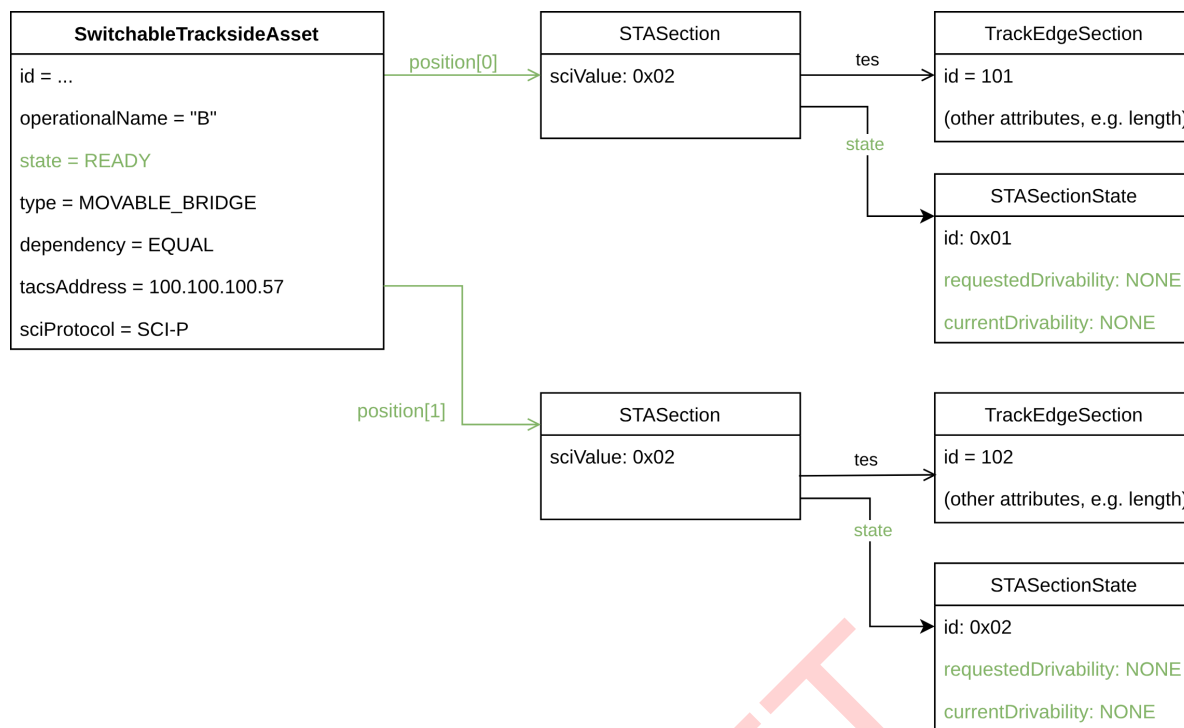 SwitchableTracksideAsset
id = ...
operationalName = "B"
state = READY
type = MOVABLE_BRIDGE
dependency = EQUAL
tacsAddress = 100.100.100.57
sciProtocol = SCI-P
position[0]
STASection
sciValue: 0x02
tes
state
TrackEdgeSection
id = 101
(other attributes, e.g. length)
STASectionState
id: 0x01
requestedDrivability: NONE
currentDrivability: NONE
position[1]
STASection
sciValue: 0x02
tes
state
TrackEdgeSection
id = 102
(other attributes, e.g. length)
STASectionState
id: 0x02
requestedDrivability: NONE
currentDrivability: NONE